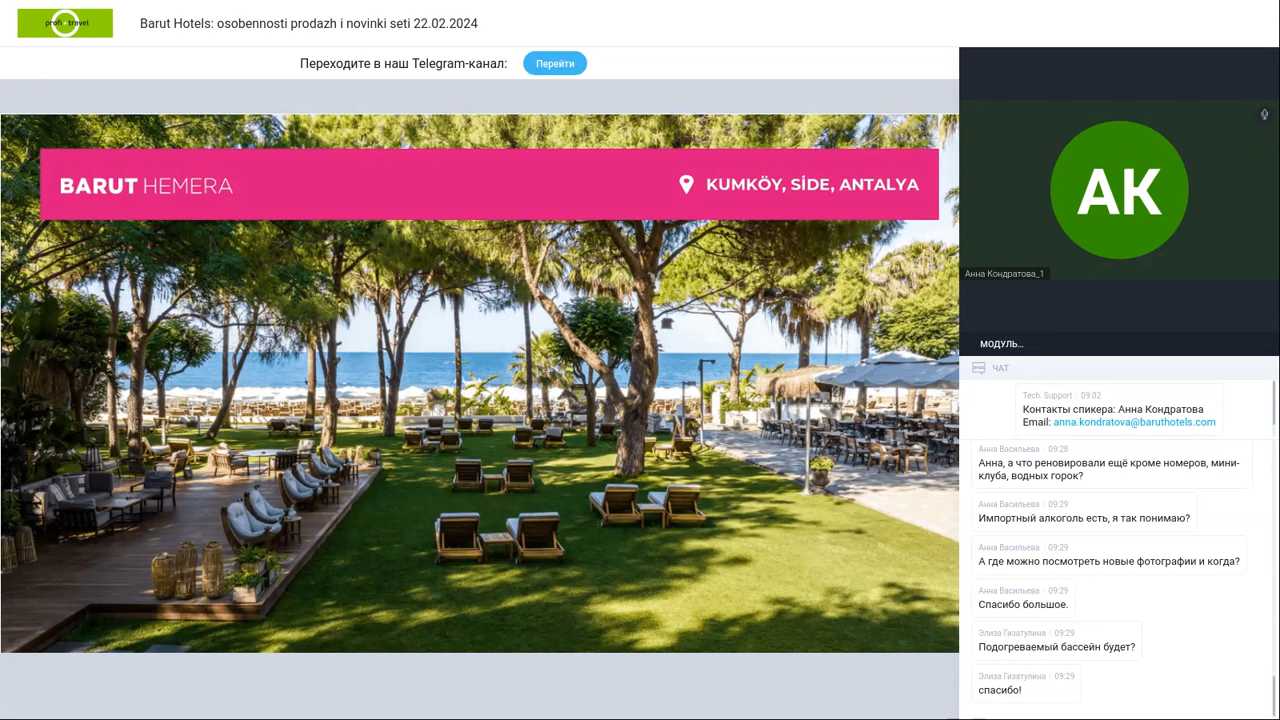 profi travel
Barut Hotels: osobennosti prodazh i novinki seti 22.02.2024
Переходите в наш Telegram-канал:
Перейти
BARUT HEMERA
KUMKÖY, SİDE, ANTALYA
АК
Анна Кондратова_1
МОДУЛЬ...
ЧАТ
Tech. Support · 09:02
Контакты спикера: Анна Кондратова
Email: anna.kondratova@baruthotels.com
Анна Васильева · 09:28
Анна, а что реновировали ещё кроме номеров, мини-
клуба, водных горок?
Анна Васильева · 09:29
Импортный алкоголь есть, я так понимаю?
Анна Васильева · 09:29
А где можно посмотреть новые фотографии и когда?
Анна Васильева · 09:29
Спасибо большое.
Элиза Гизатулина · 09:29
Подогреваемый бассейн будет?
Элиза Гизатулина · 09:29
спасибо!